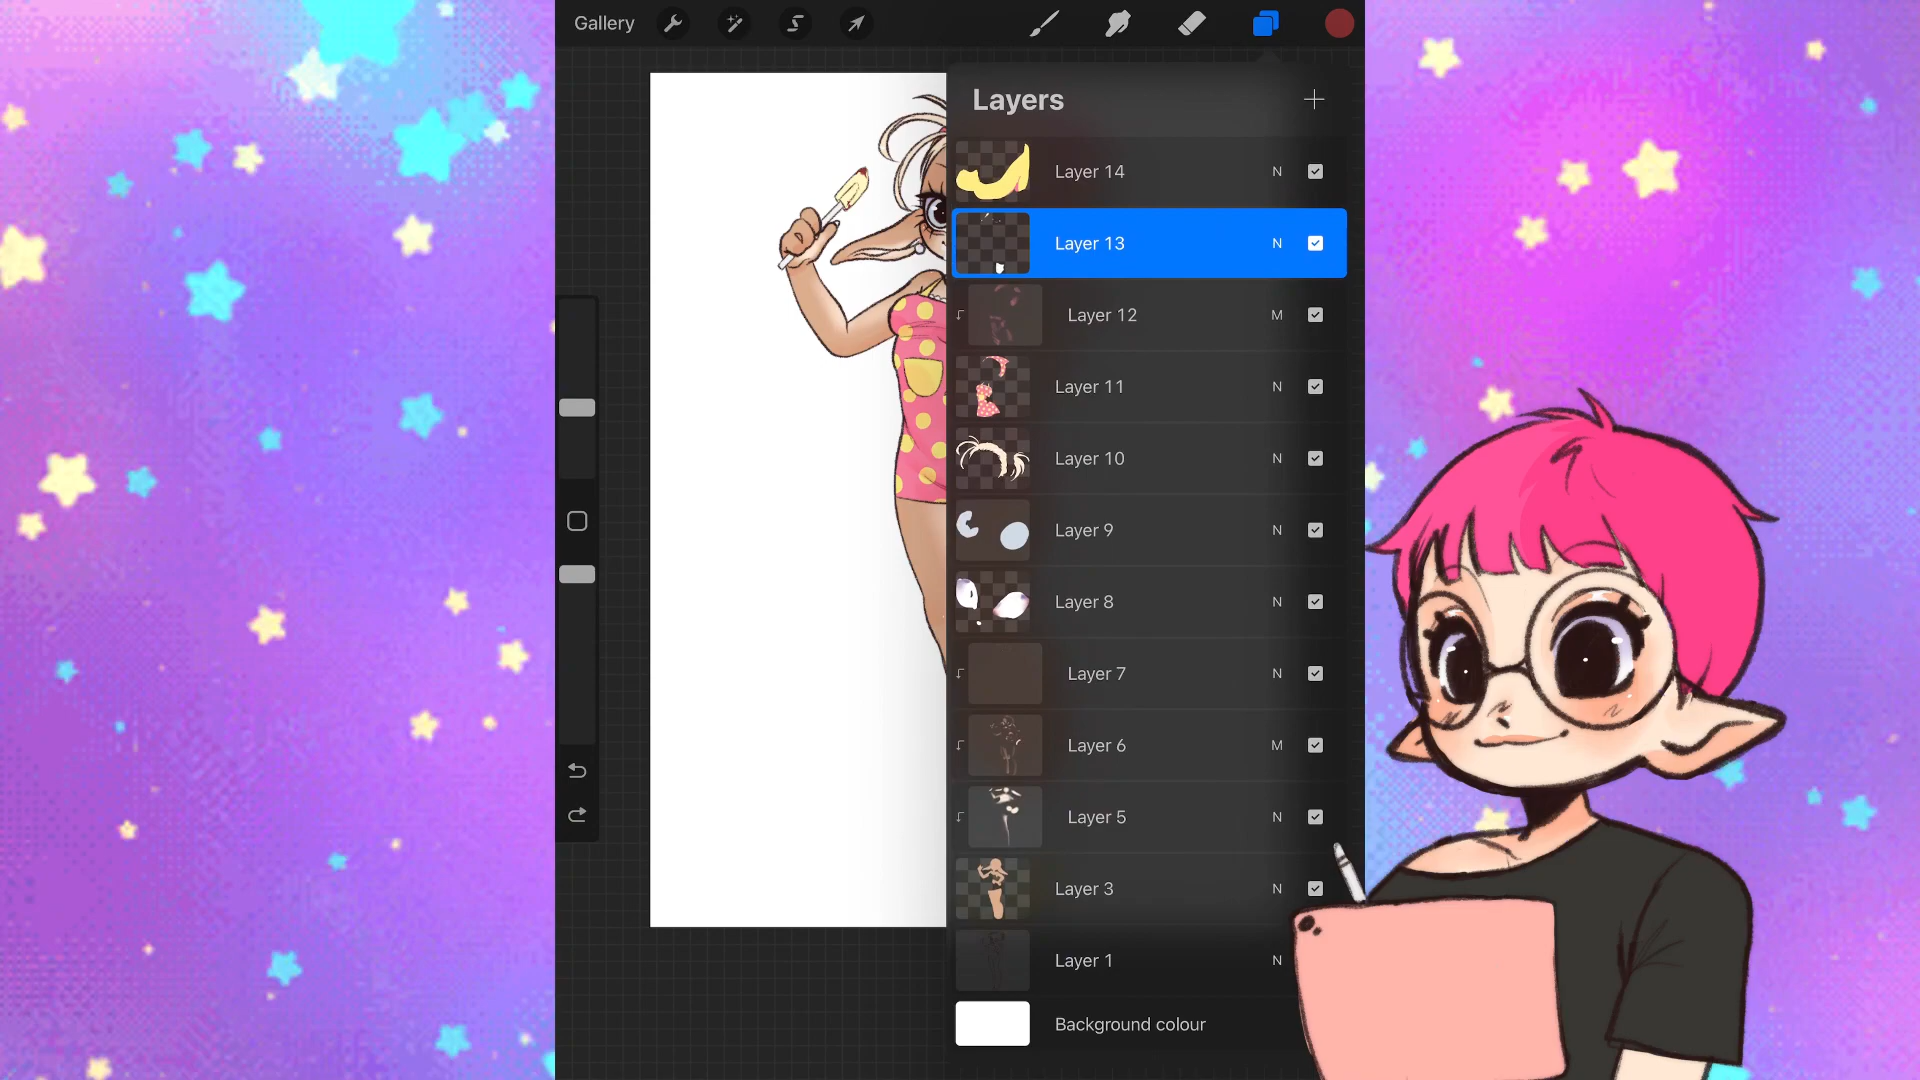 Gallery
Layers
Layer 14 N
Layer 13 N
Layer 12 M
Layer 11 N
Layer 10 N
Layer 9 N
Layer 8 N
Layer 7 N
Layer 6 M
Layer 5 N
Layer 3 N
Layer 1 N
Background colour